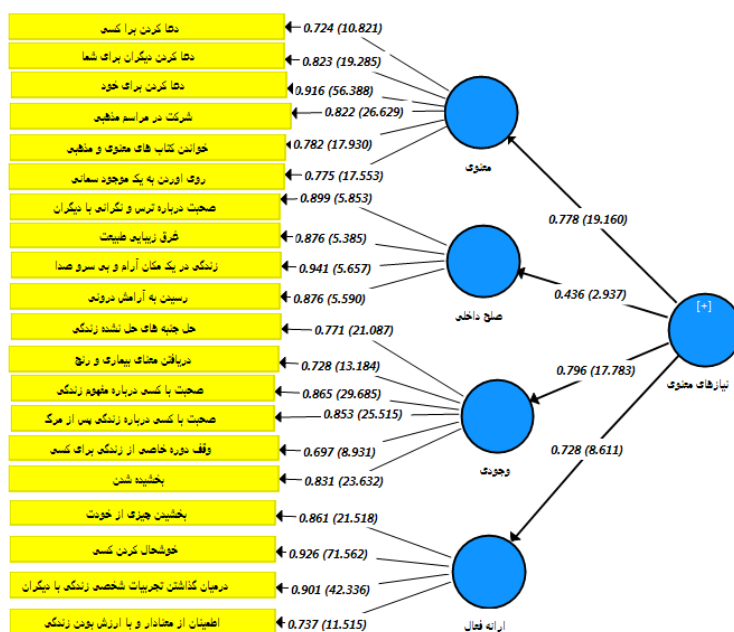 دعا کردن برا کسی
0.724 (10.821)
دعا کردن دیگران برای شما
0.823 (19.285)
دعا کردن برای خود
0.916 (56.388)
شرکت در مراسم مذهبی
0.822 (26.629)
خواندن کتاب های معنوی و مذهبی
0.782 (17.930)
روی اوردن به یک موجود سمانی
0.775 (17.553)
معنوی
صحبت درباره ترس و نگرانی با دیگران
0.899 (5.853)
غرق زیبایی طبیعت
0.876 (5.385)
زندگی در یک مکان آرام و بی سرو صدا
0.941 (5.657)
رسیدن به آرامش درونی
0.876 (5.590)
صلح داخلی
حل جنبه های حل نشده زندگی
0.771 (21.087)
دریافتن معنای بیماری و رنج
0.728 (13.184)
صحبت با کسی درباره مفهوم زندگی
0.865 (29.685)
صحبت با کسی درباره زندگی پس از مرگ
0.853 (25.515)
وقف دوره خاصی از زندگی برای کسی
0.697 (8.931)
بخشیده شدن
0.831 (23.632)
وجودی
بخشیدن چیزی از خودت
0.861 (21.518)
خوشحال کردن کسی
0.926 (71.562)
درمیان گذاشتن تجربیات شخصی زندگی با دیگران
0.901 (42.336)
اطمینان از معنادار و با ارزش بودن زندگی
0.737 (11.515)
ارائه فعال
0.778 (19.160)
0.436 (2.937)
0.796 (17.783)
0.728 (8.611)
[+]
نیازهای معنوی